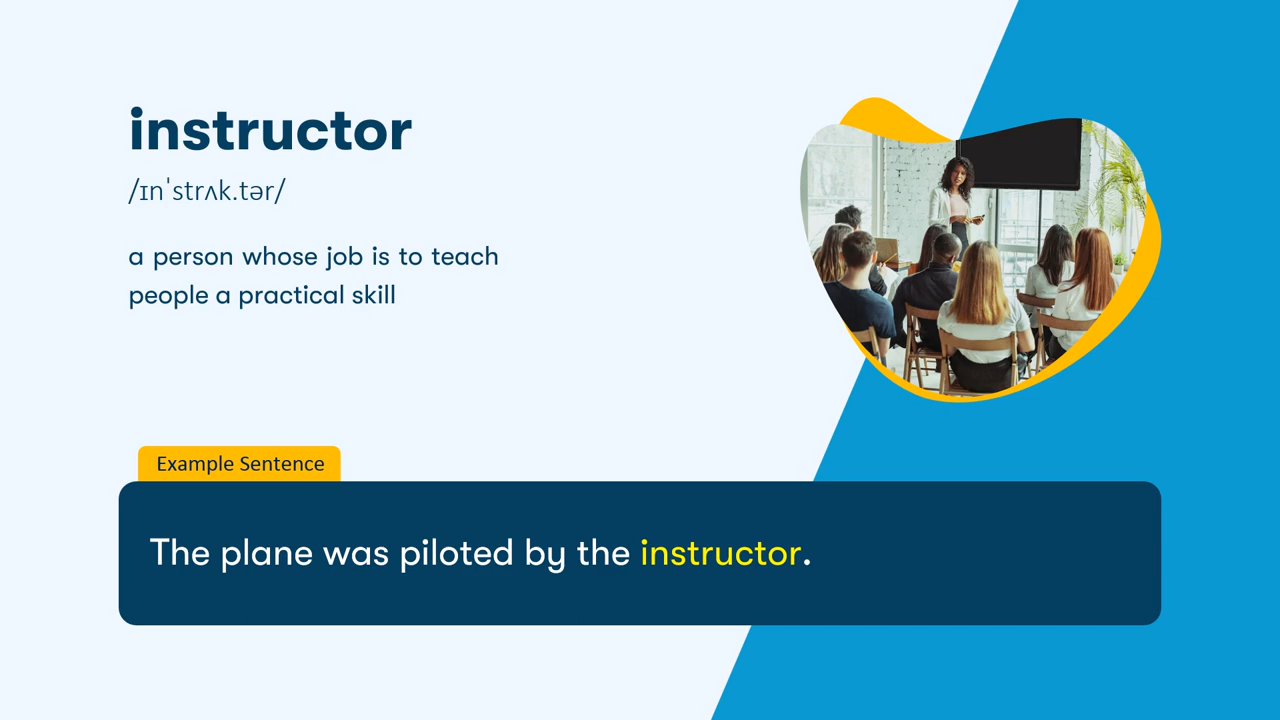 instructor
/ɪnˈstrʌk.tər/
a person whose job is to teach
people a practical skill
Example Sentence
The plane was piloted by the instructor.